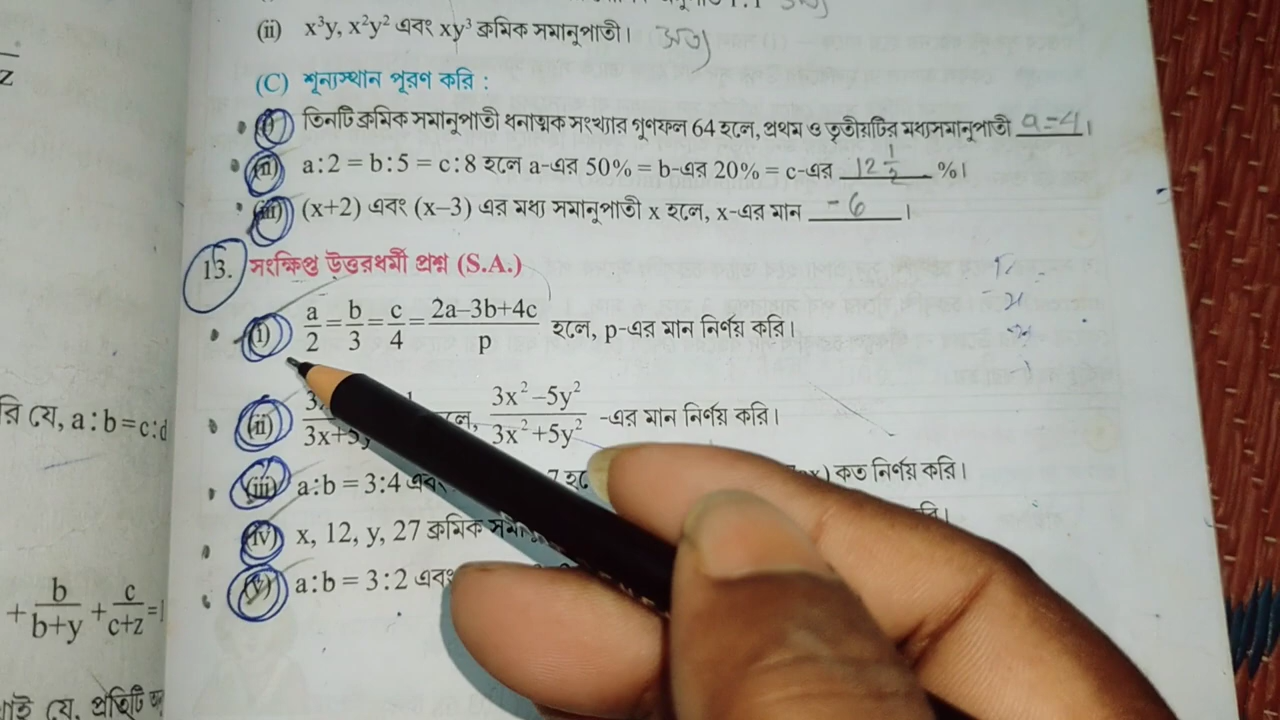 (ii) x³y, x²y² এবং xy³ ক্রমিক সমানুপাতী। সত্য
(C) শূন্যস্থান পূরণ করি :
(i) তিনটি ক্রমিক সমানুপাতী ধনাত্মক সংখ্যার গুণফল 64 হলে, প্রথম ও তৃতীয়টির মধ্যসমানুপাতী a=4।
(ii) a : 2 = b : 5 = c : 8 হলে a-এর 50% = b-এর 20% = c-এর 12 1/2 %।
(iii) (x+2) এবং (x–3) এর মধ্য সমানুপাতী x হলে, x-এর মান -6।
13. সংক্ষিপ্ত উত্তরধর্মী প্রশ্ন (S.A.)
(i) a/2 = b/3 = c/4 = (2a–3b+4c)/p হলে, p-এর মান নির্ণয় করি।
(ii) 3x+5 (3x²–5y²)/(3x²+5y²) -এর মান নির্ণয় করি।
(iii) a:b = 3:4 কত নির্ণয় করি।
(iv) x, 12, y, 27 ক্রমিক
(v) a:b = 3:2 এবং
z
রি যে, a:b=c:d
+ b/(b+y) + c/(c+z) =1
যে, প্রতিটি